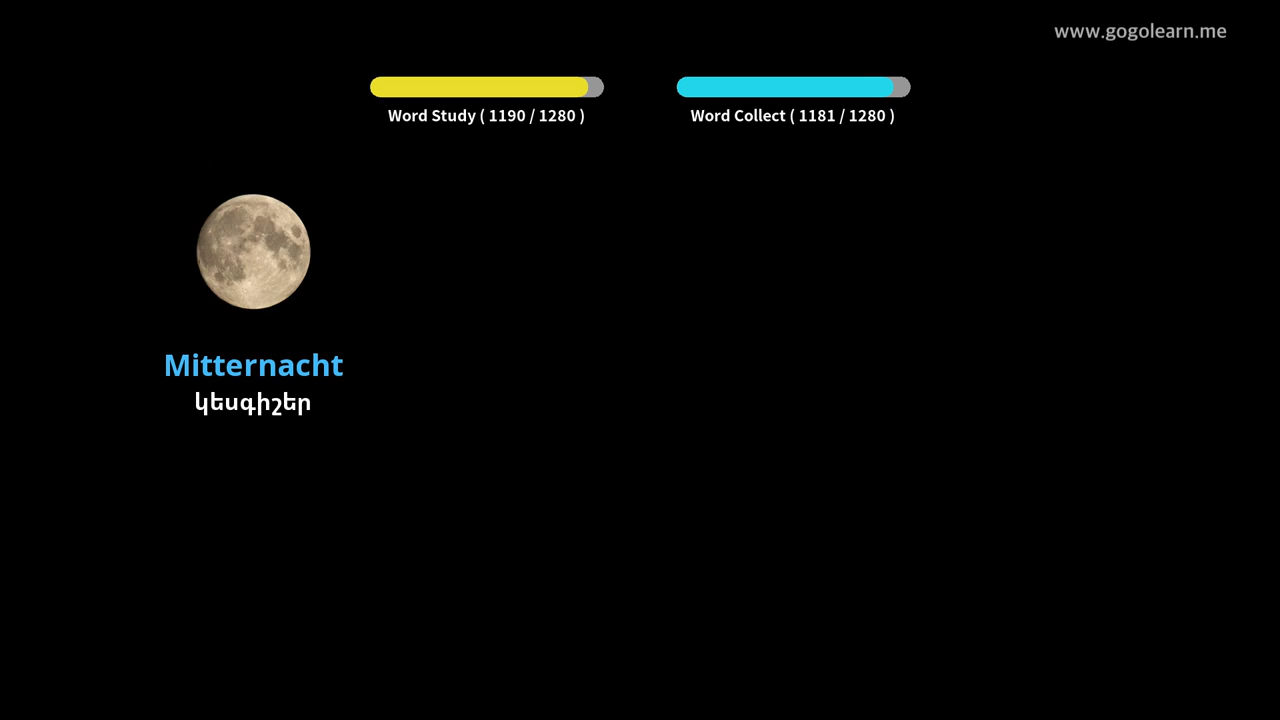 www.gogolearn.me
Word Study ( 1190 / 1280 )
Word Collect ( 1181 / 1280 )
Mitternacht
կեսգիշեր